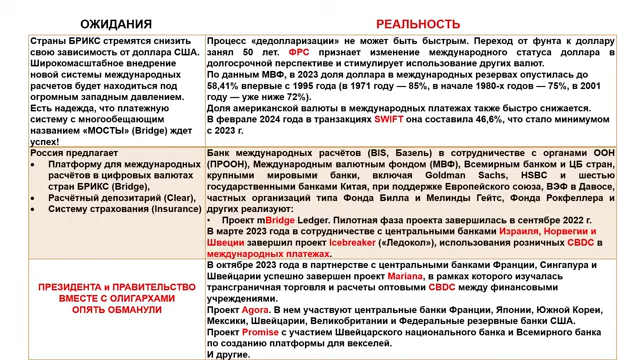 ОЖИДАНИЯ
РЕАЛЬНОСТЬ
Страны БРИКС стремятся снизить
свою зависимость от доллара США.
Широкомасштабное внедрение
новой системы международных
расчетов будет находиться под
огромным западным давлением.
Есть надежда, что платежную
систему с многообещающим
названием «МОСТЫ» (Bridge) ждет
успех!
Процесс «дедолларизации» не может быть быстрым. Переход от фунта к доллару
занял 50 лет. ФРС признает изменение международного статуса доллара в
долгосрочной перспективе и стимулирует использование других валют.
По данным МВФ, в 2023 доля доллара в международных резервах опустилась до
58,41% впервые с 1995 года (в 1971 году — 85%, в начале 1980-х годов — 75%, в 2001
году — уже ниже 72%).
Доля американской валюты в международных платежах также быстро снижается.
В феврале 2024 года в транзакциях SWIFT она составила 46,6%, что стало минимумом
с 2023 г.
Россия предлагает
• Платформу для международных
расчётов в цифровых валютах
стран БРИКС (Bridge),
• Расчётный депозитарий (Clear),
• Систему страхования (Insurance)
Банк международных расчётов (BIS, Базель) в сотрудничестве с органами ООН
(ПРООН), Международным валютным фондом (МВФ), Всемирным банком и ЦБ стран,
крупными мировыми банки, включая Goldman Sachs, HSBC и шестью
государственными банками Китая, при поддержке Европейского союза, ВЭФ в Давосе,
частных организаций типа Фонда Билла и Мелинды Гейтс, Фонда Рокфеллера и
других реализуют:
• Проект mBridge Ledger. Пилотная фаза проекта завершилась в сентябре 2022 г.
В марте 2023 года в сотрудничестве с центральными банками Израиля, Норвегии и
Швеции завершил проект Icebreaker («Ледокол»), использования розничных CBDC в
международных платежах.
ПРЕЗИДЕНТА и ПРАВИТЕЛЬСТВО
ВМЕСТЕ С ОЛИГАРХАМИ
ОПЯТЬ ОБМАНУЛИ
В октябре 2023 года в партнерстве с центральными банками Франции, Сингапура и
Швейцарии успешно завершен проект Mariana, в рамках которого изучалась
трансграничная торговля и расчеты оптовыми CBDC между финансовыми
учреждениями.
Проект Agora. В нем участвуют центральные банки Франции, Японии, Южной Кореи,
Мексики, Швейцарии, Великобритании и Федеральные резервные банки США.
Проект Promise с участием Швейцарского национального банка и Всемирного банка
по созданию платформы для векселей.
И другие.